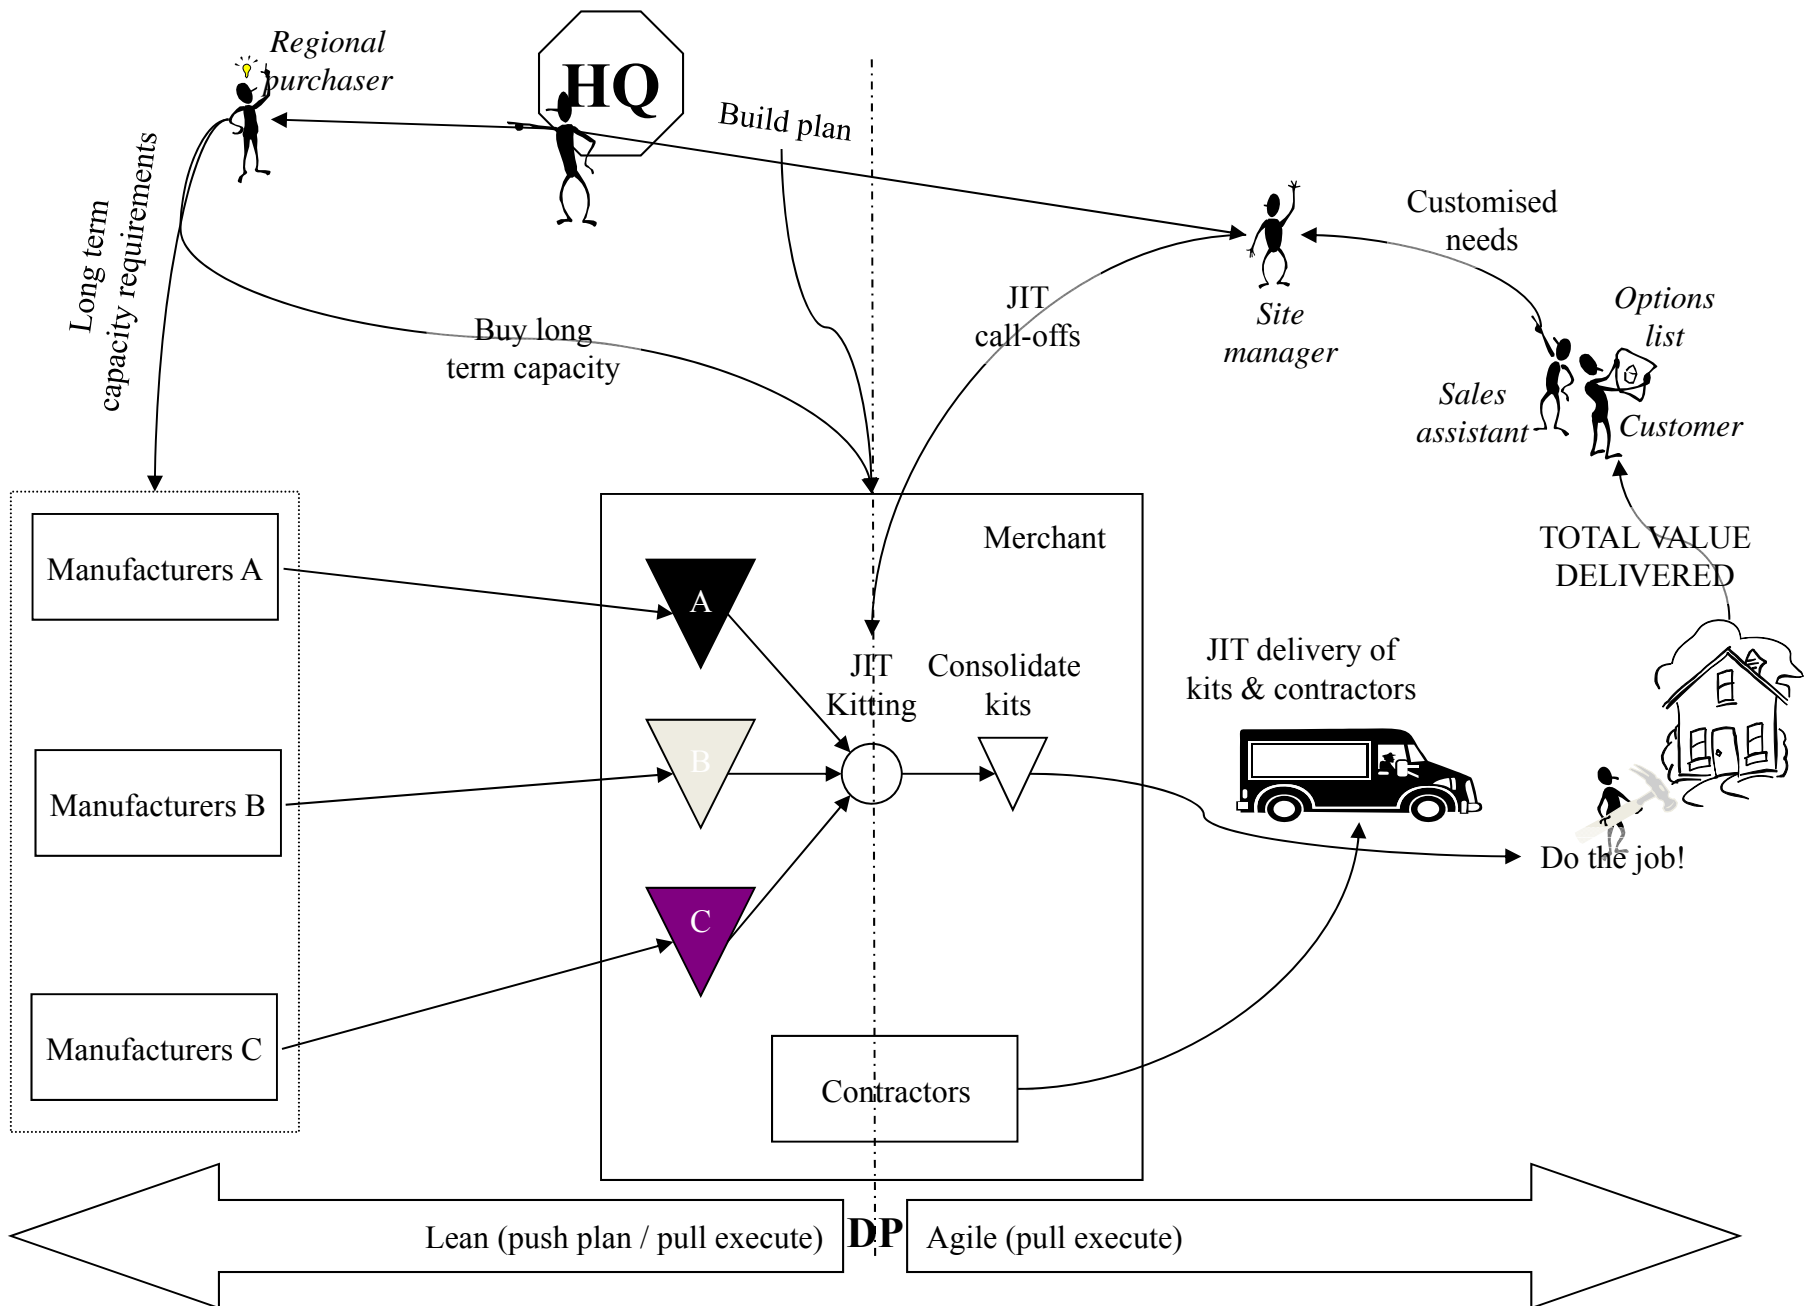 Regional
purchaser
HQ
Build plan
Long term
capacity requirements
Customised
needs
Buy long
term capacity
JIT
call-offs
Site
manager
Options
list
Sales
assistant
Customer
Merchant
Manufacturers A
A
TOTAL VALUE
DELIVERED
JIT
Kitting
Consolidate
kits
JIT delivery of
kits & contractors
Manufacturers B
B
Do the job!
C
Manufacturers C
Contractors
Lean (push plan / pull execute)
DP
Agile (pull execute)